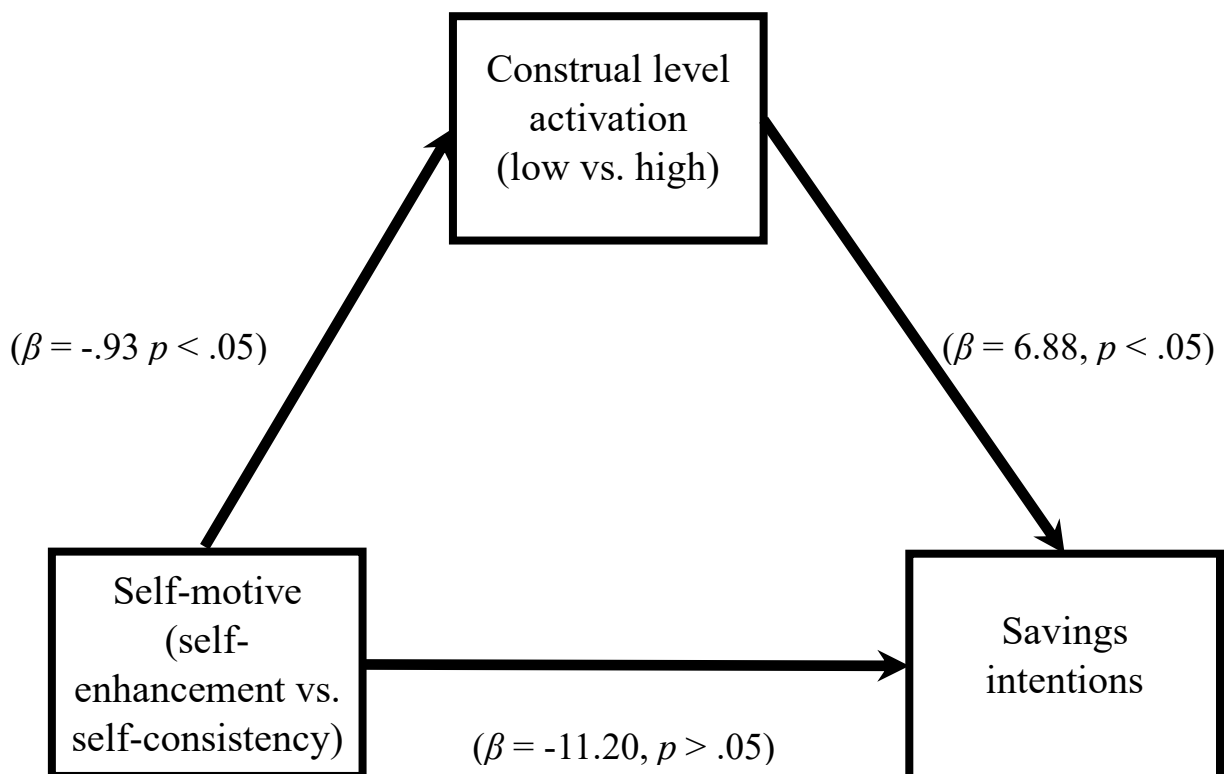 Construal level
activation
(low vs. high)
(β = -.93 p < .05)
(β = 6.88, p < .05)
Self-motive
(self-
enhancement vs.
self-consistency)
Savings
intentions
(β = -11.20, p > .05)